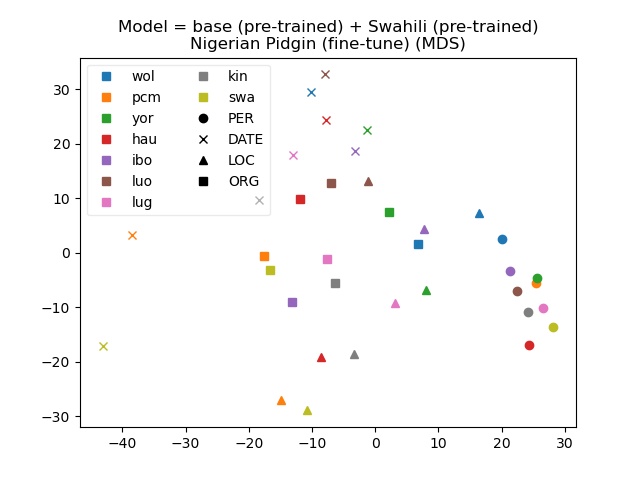 Model = base (pre-trained) + Swahili (pre-trained)
Nigerian Pidgin (fine-tune) (MDS)
wol
pcm
yor
hau
ibo
luo
lug
kin
swa
PER
DATE
LOC
ORG
30
20
10
0
−10
−20
−30
−40
−30
−20
−10
0
10
20
30